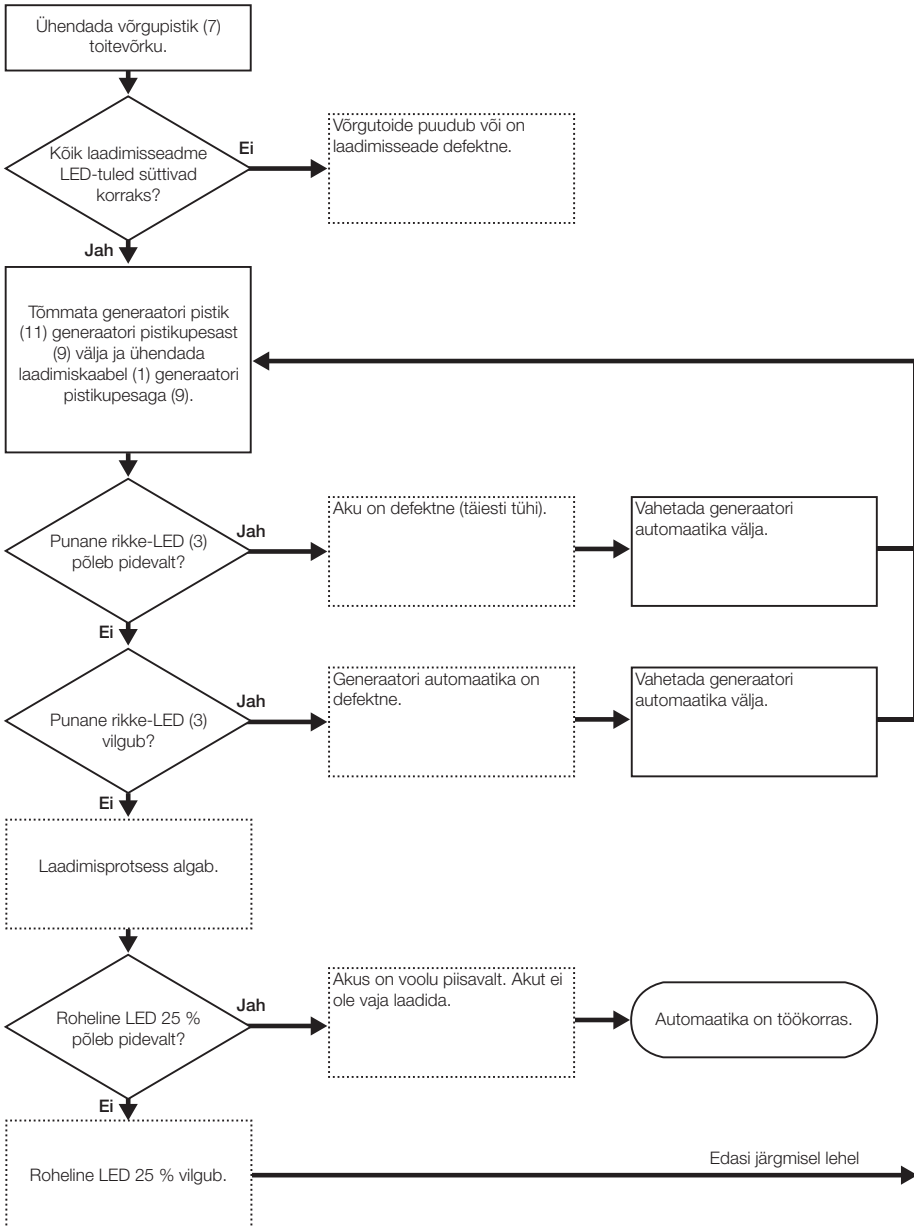 Ühendada võrgupistik (7)
toitevõrku.
Kõik laadimisseadme
LED-tuled süttivad
korraks?
Ei
Võrgutoide puudub või on
laadimisseade defektne.
Jah
Tõmmata generaatori pistik
(11) generaatori pistikupesast
(9) välja ja ühendada
laadimiskaabel (1) generaatori
pistikupesaga (9).
Punane rikke-LED (3)
põleb pidevalt?
Jah
Aku on defektne (täiesti tühi).
Vahetada generaatori
automaatika välja.
Ei
Punane rikke-LED (3)
vilgub?
Jah
Generaatori automaatika on
defektne.
Vahetada generaatori
automaatika välja.
Ei
Laadimisprotsess algab.
Roheline LED 25 %
põleb pidevalt?
Jah
Akus on voolu piisavalt. Akut ei
ole vaja laadida.
Automaatika on töökorras.
Ei
Roheline LED 25 % vilgub.
Edasi järgmisel lehel